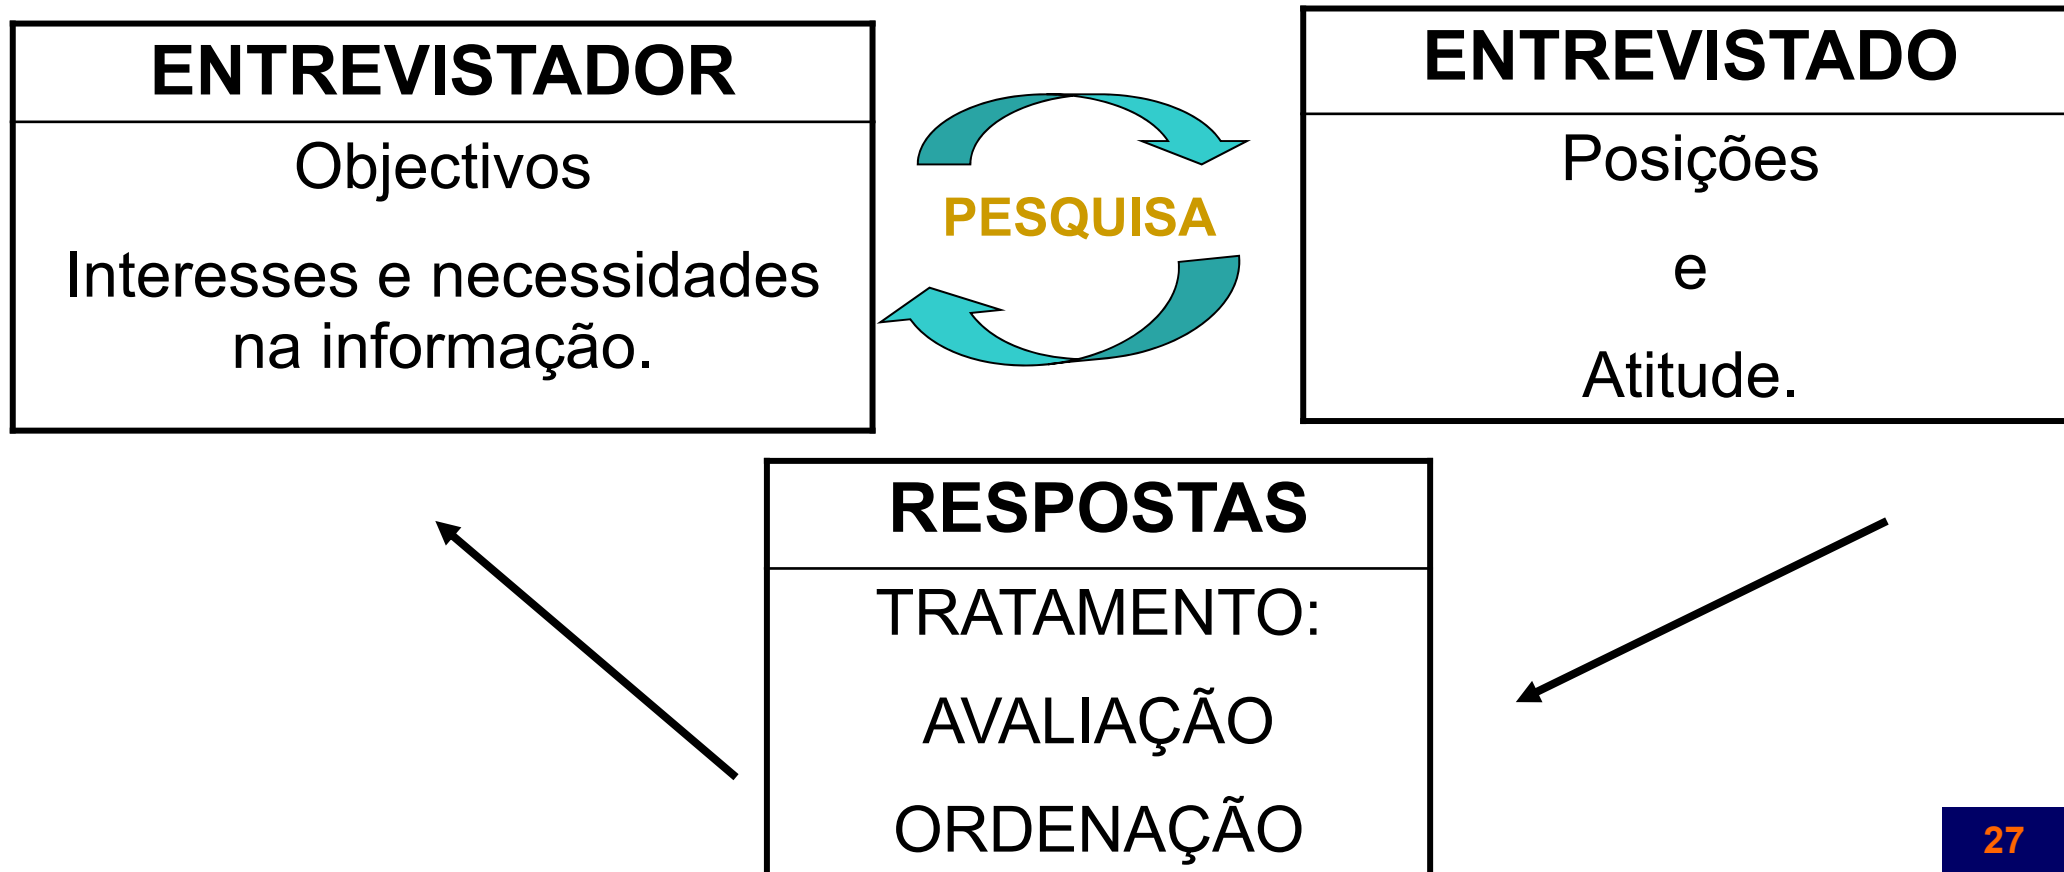 ENTREVISTADOR
Objectivos
Interesses e necessidades
na informação.
PESQUISA
ENTREVISTADO
Posições
e
Atitude.
RESPOSTAS
TRATAMENTO:
AVALIAÇÃO
ORDENAÇÃO
27